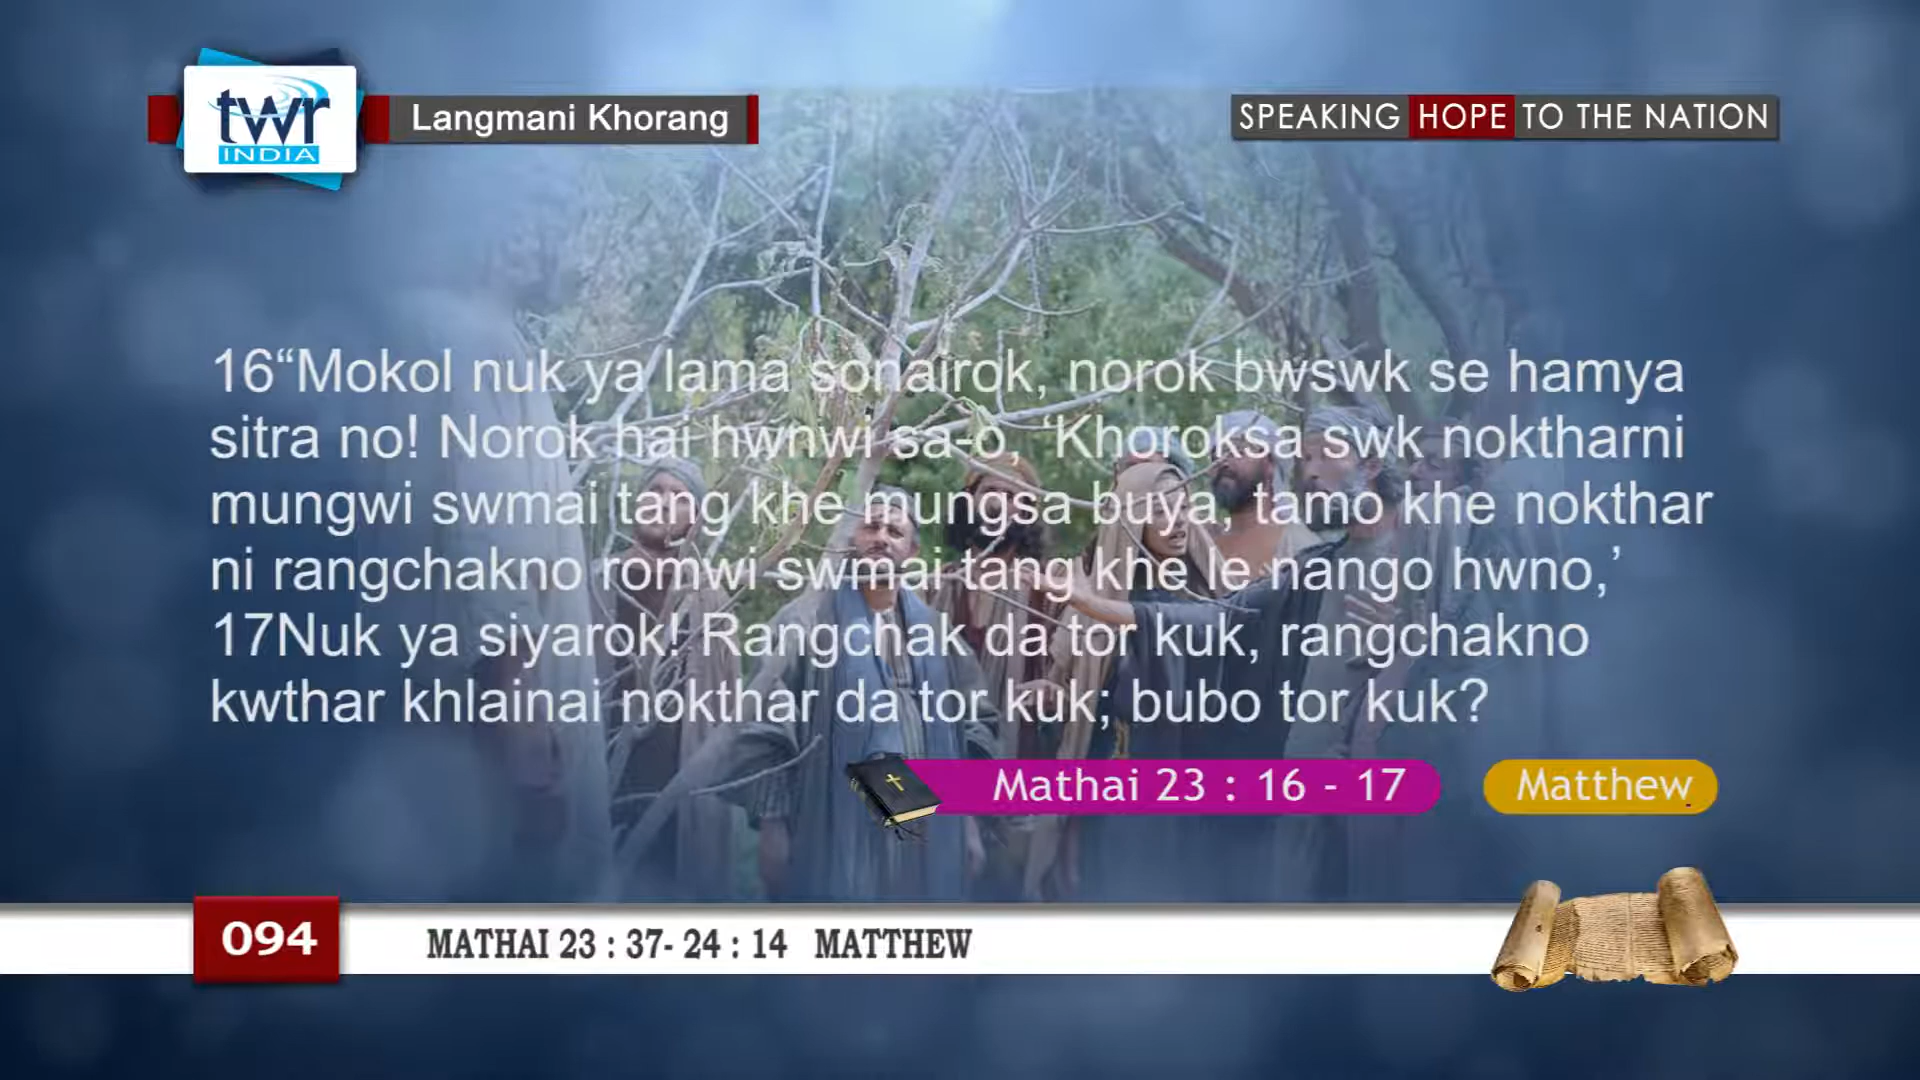 twr
INDIA
Langmani Khorang
SPEAKING HOPE TO THE NATION
16“Mokol nuk ya lama sonairok, norok bwswk se hamya
sitra no! Norok hai hwnwi sa-o, ‘Khoroksa swk noktharni
mungwi swmai tang khe mungsa buya, tamo khe nokthar
ni rangchakno romwi swmai tang khe le nango hwno,’
17Nuk ya siyarok! Rangchak da tor kuk, rangchakno
kwthar khlainai nokthar da tor kuk; bubo tor kuk?
Mathai 23 : 16 - 17
Matthew
094
MATHAI 23 : 37- 24 : 14 MATTHEW